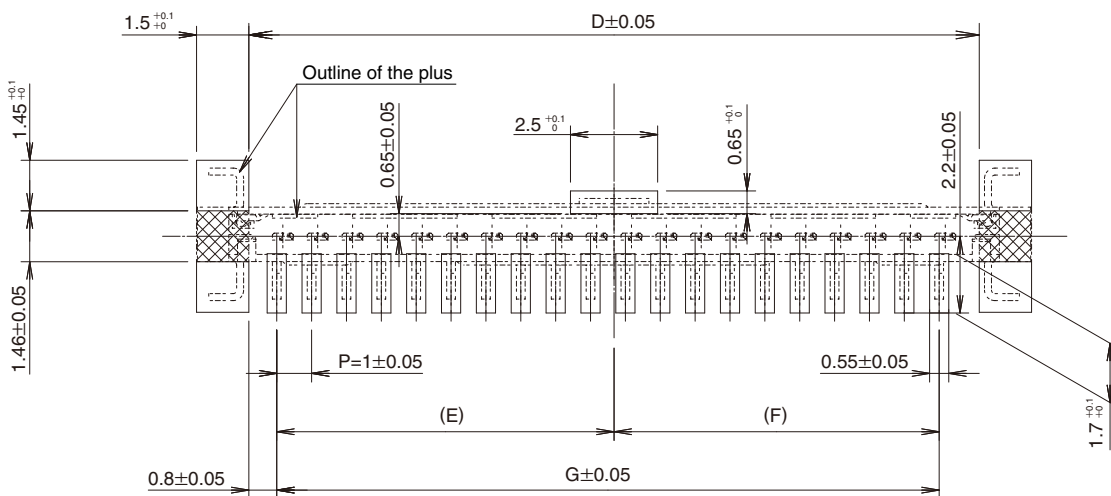 1.5 +0.1 +0
D±0.05
Outline of the plus
1.45 +0.1 +0
0.65±0.05
2.5 +0.1 0
0.65 +0.1 0
2.2±0.05
1.46±0.05
P=1±0.05
0.55±0.05
1.7 +0.1 +0
(E)
(F)
0.8±0.05
G±0.05